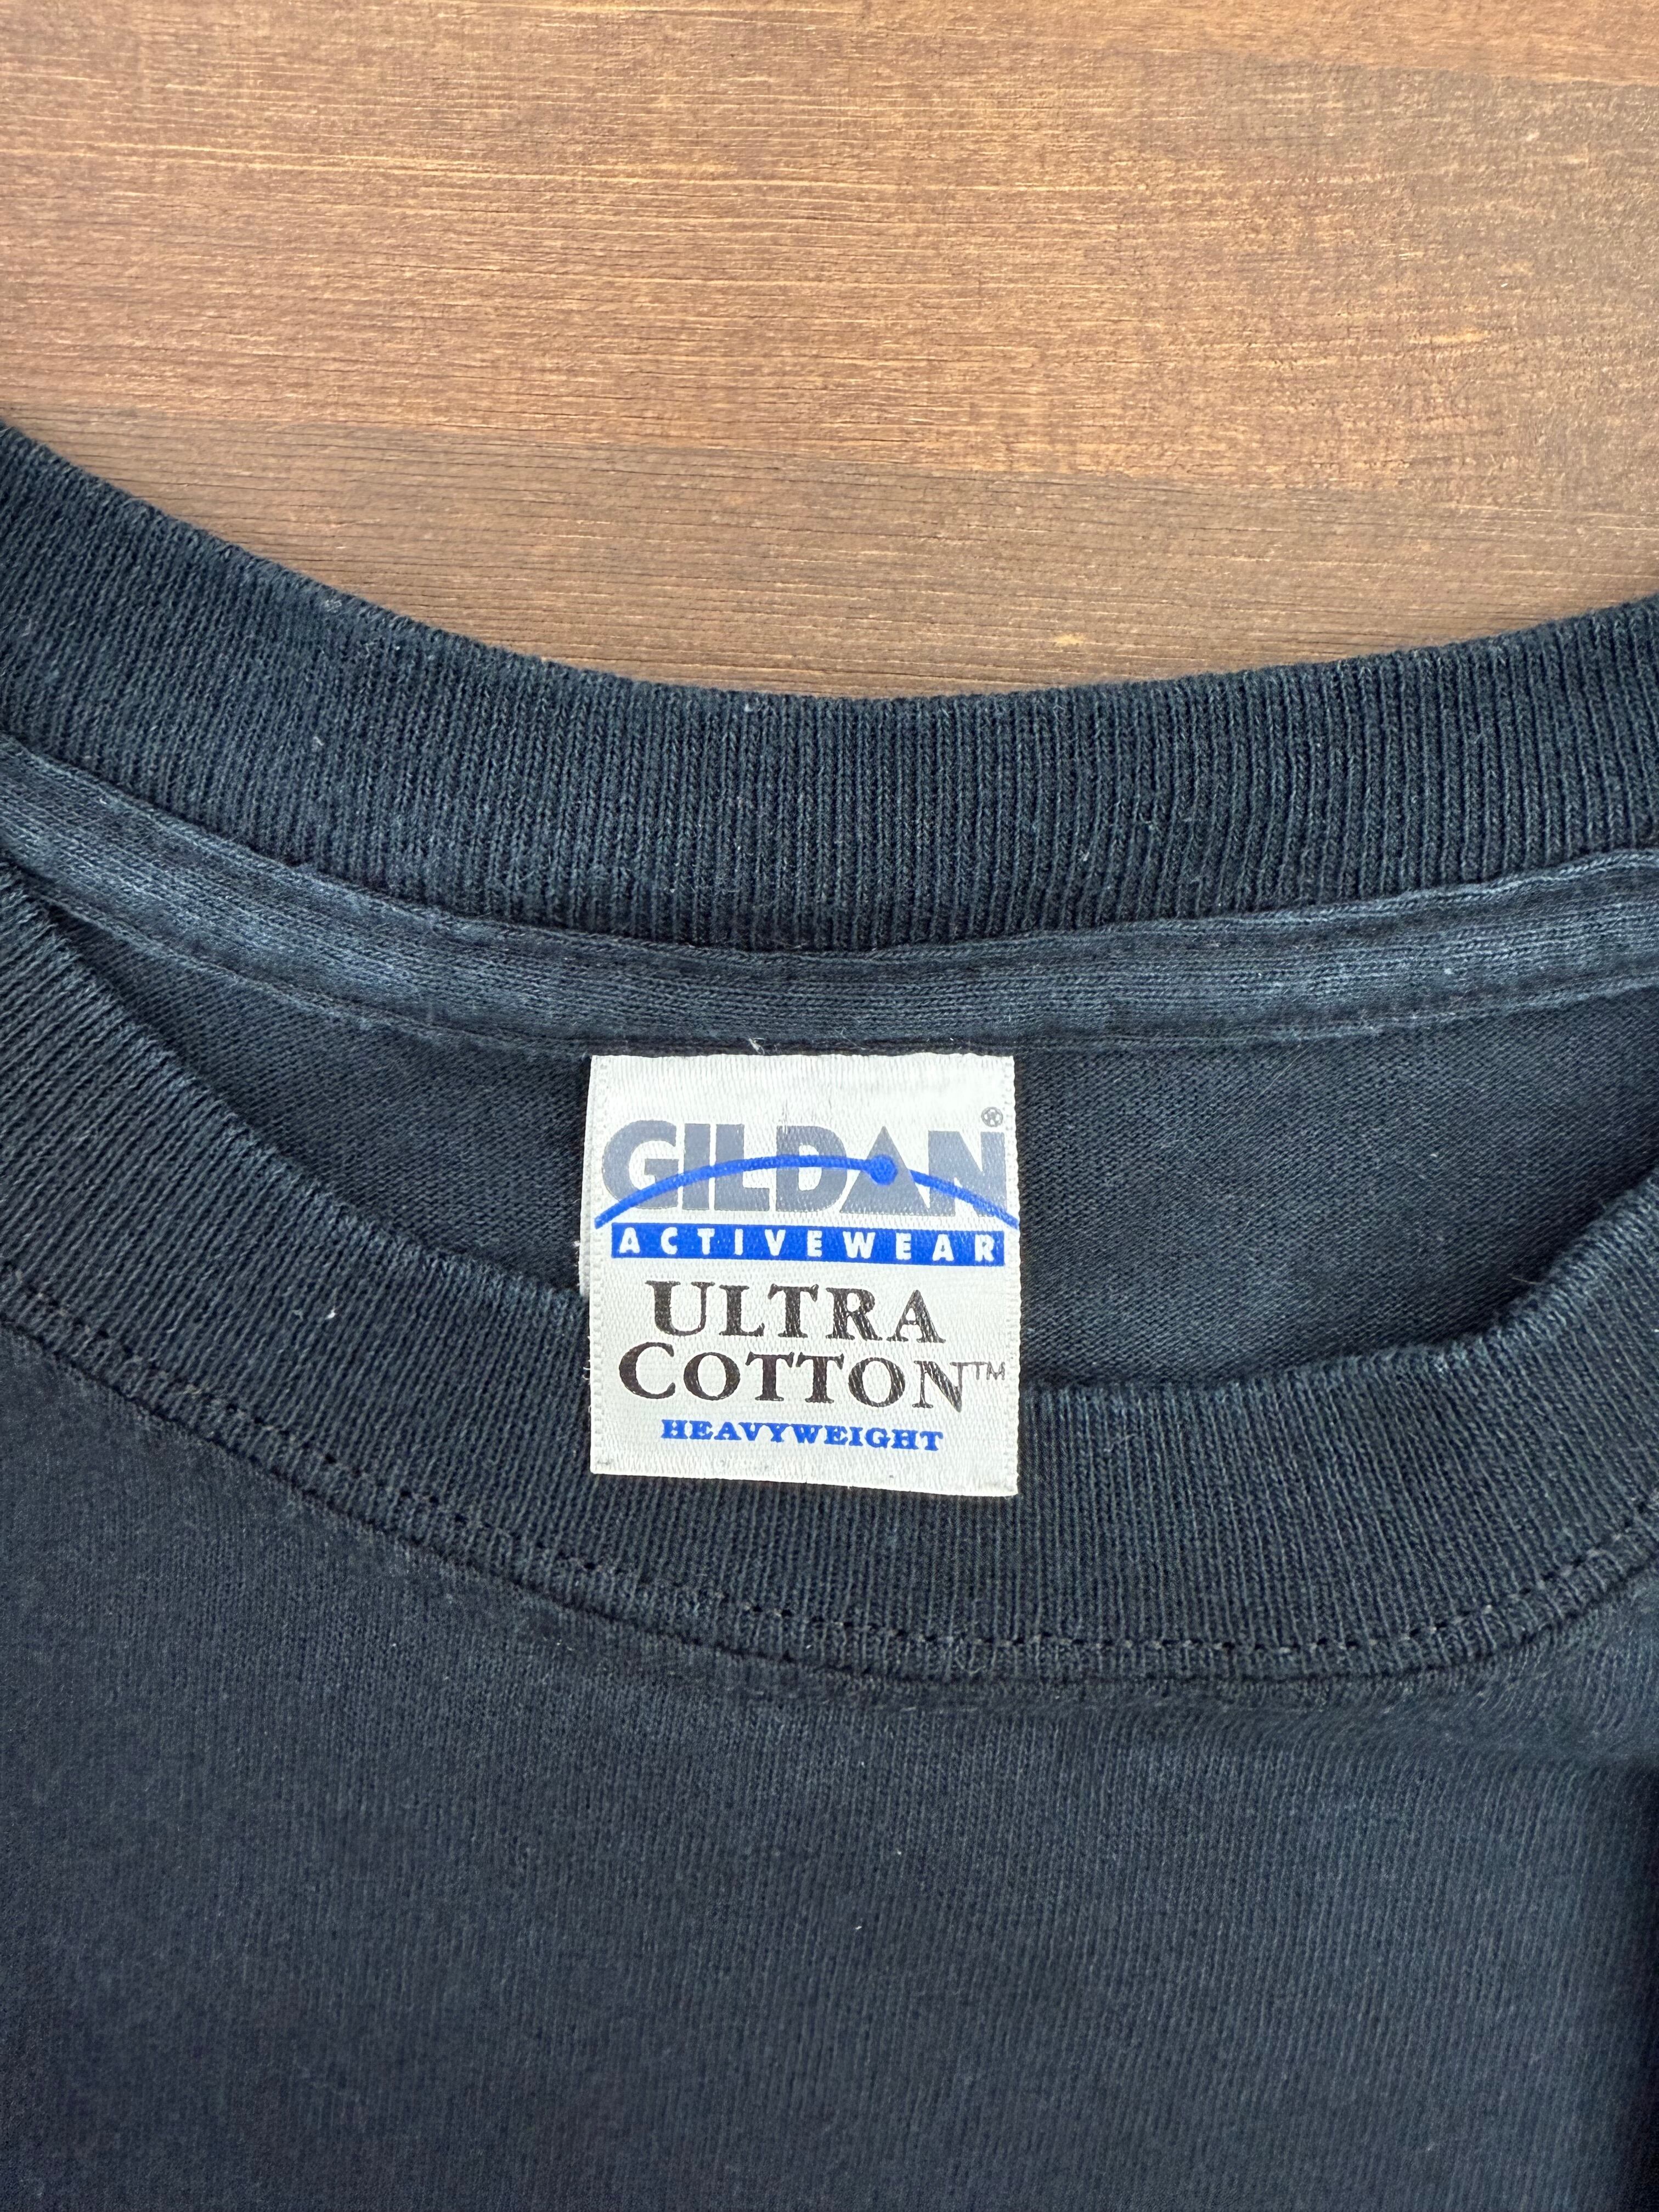 GILDAN®
ACTIVEWEAR
ULTRA
COTTON™
HEAVYWEIGHT